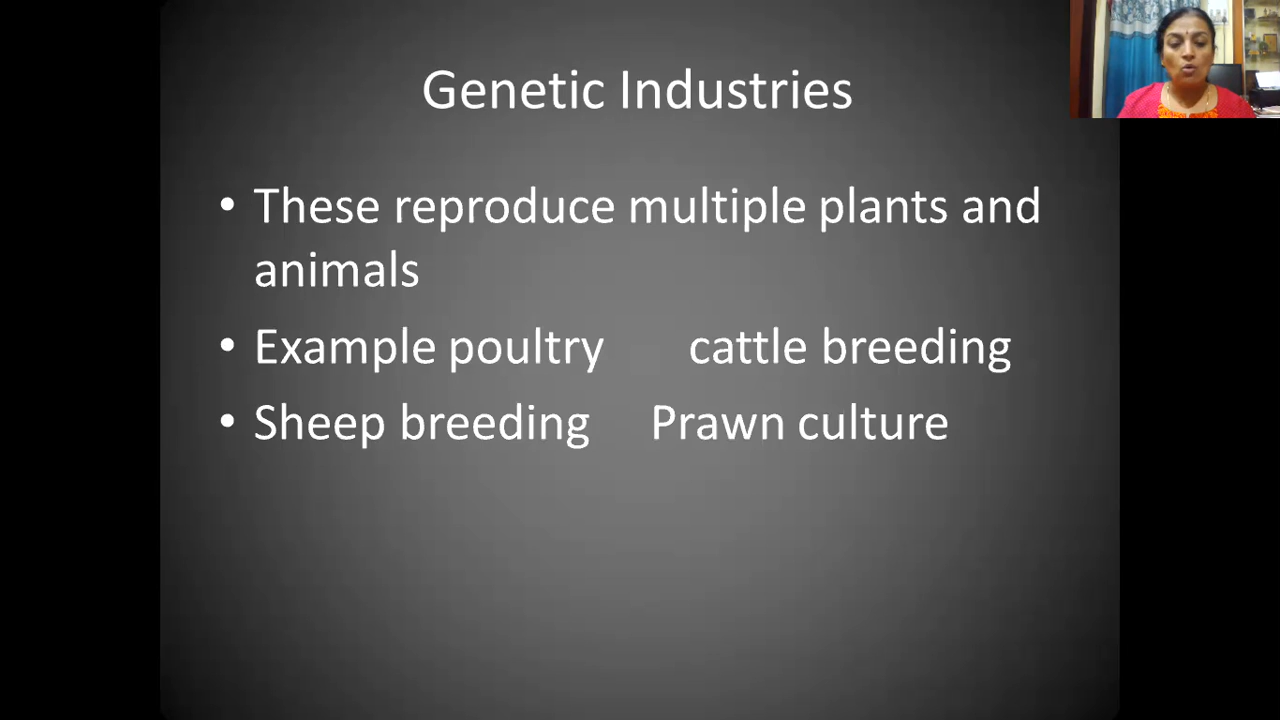 Genetic Industries
• These reproduce multiple plants and
animals
• Example poultry cattle breeding
• Sheep breeding Prawn culture